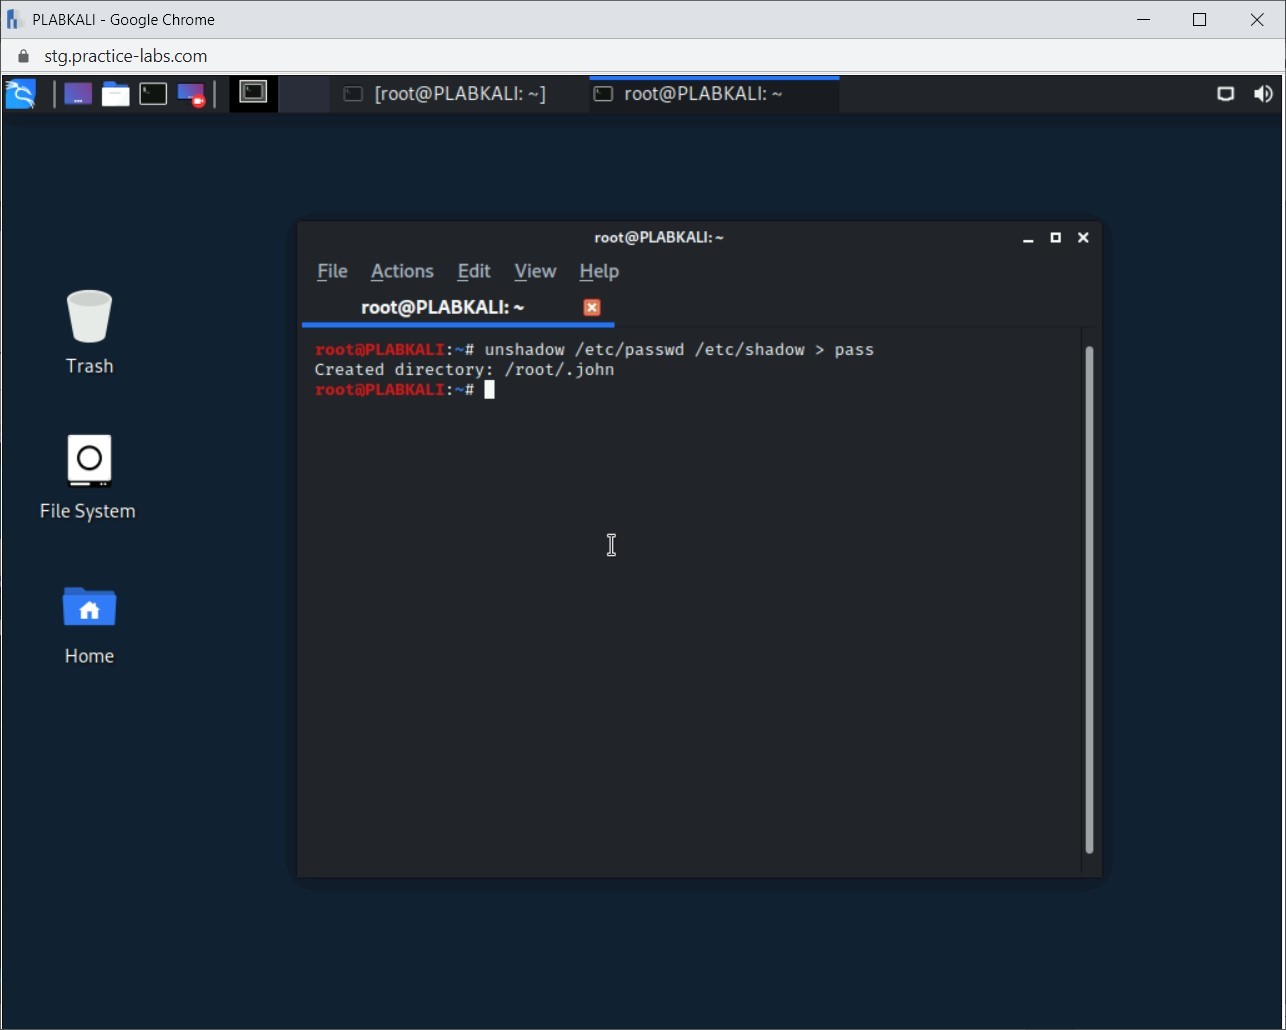 PLABKALI - Google Chrome
stg.practice-labs.com
[root@PLABKALI: ~]
root@PLABKALI: ~
root@PLABKALI: ~
File Actions Edit View Help
root@PLABKALI: ~
root@PLABKALI:~# unshadow /etc/passwd /etc/shadow > pass
Created directory: /root/.john
root@PLABKALI:~#
Trash
File System
Home